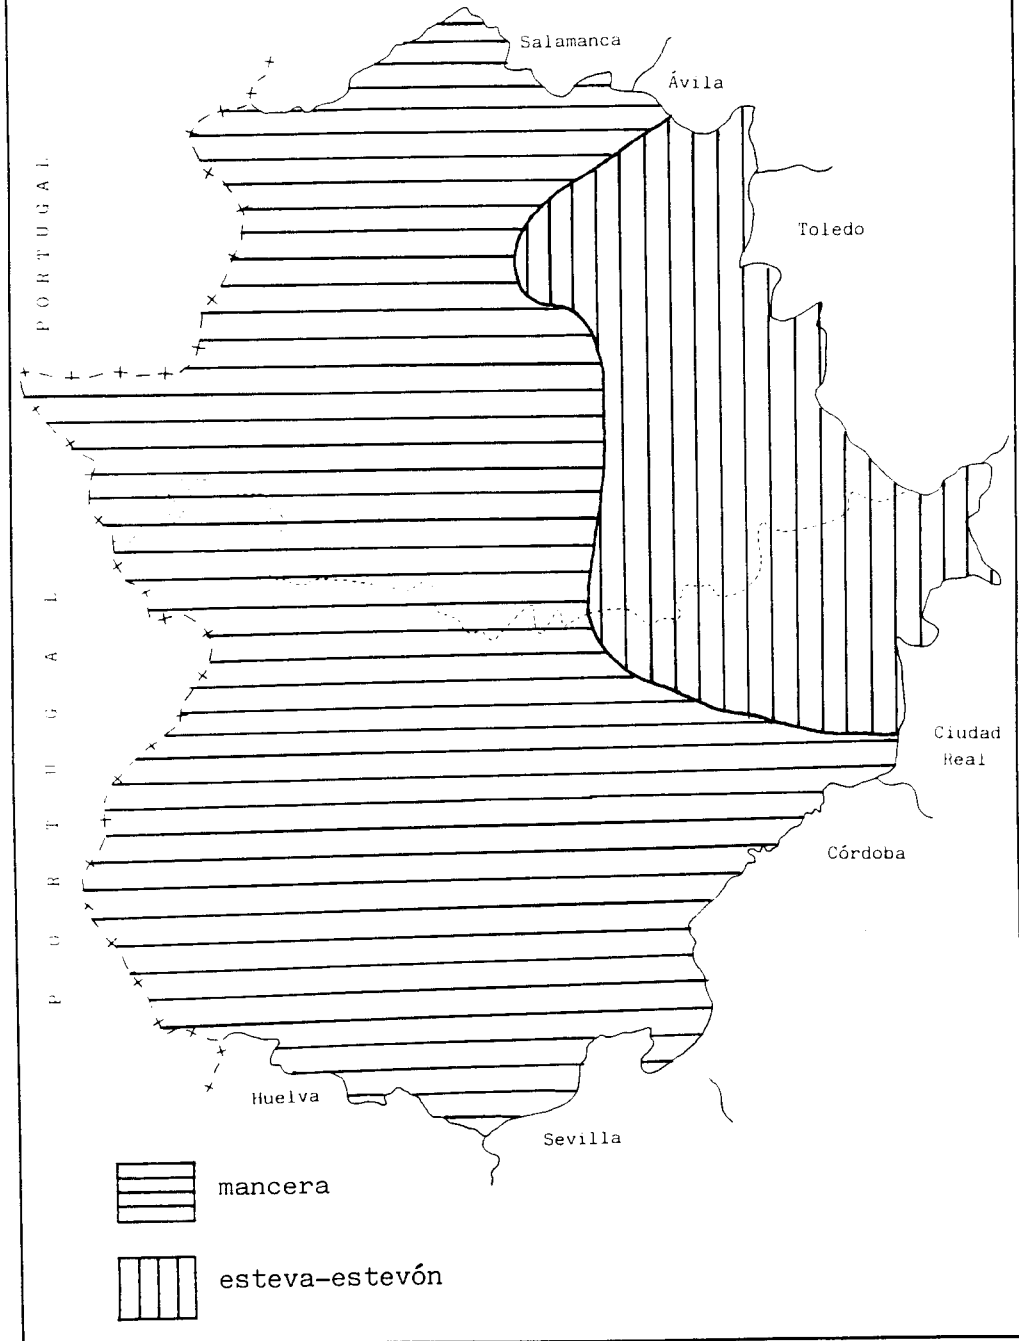 Salamanca
Ávila
PORTUGAL
Toledo
PORTUGAL
Ciudad
Real
Córdoba
Huelva
Sevilla
mancera
esteva-estevón